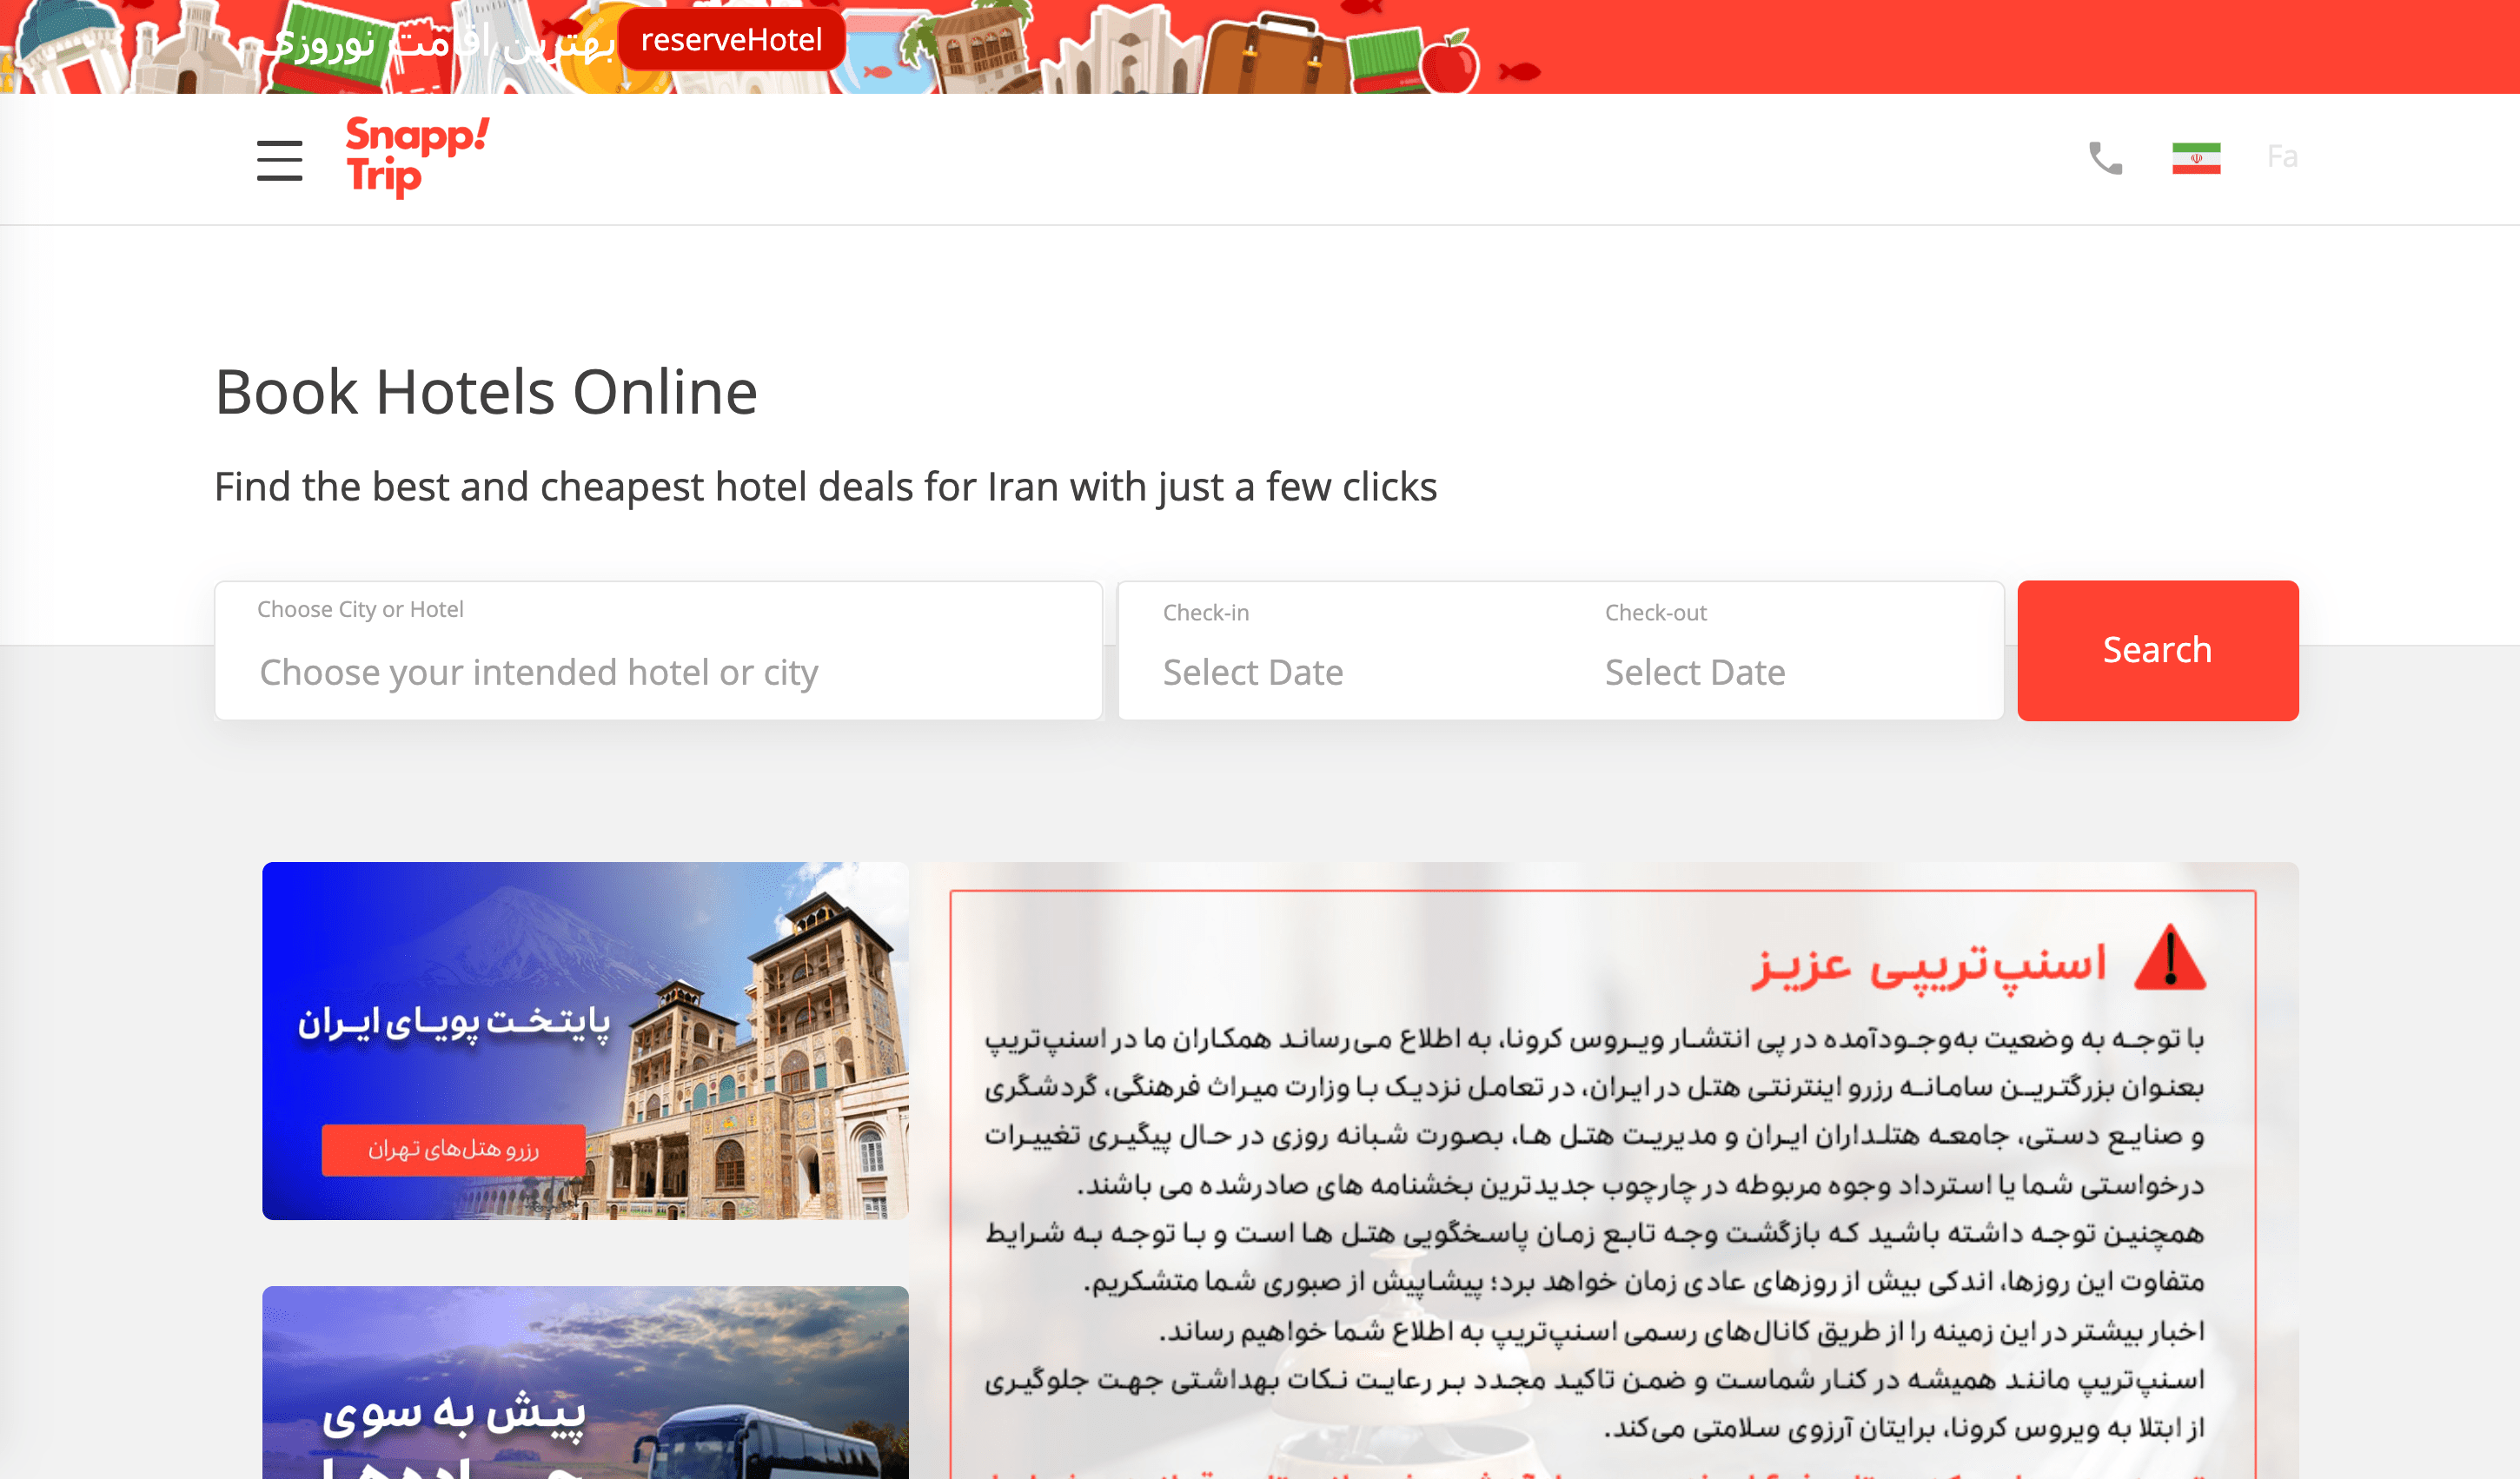 بهترین اقامت نوروزی
reserveHotel
Snapp!
Trip
Fa
Book Hotels Online
Find the best and cheapest hotel deals for Iran with just a few clicks
Choose City or Hotel
Choose your intended hotel or city
Check-in
Select Date
Check-out
Select Date
Search
پایتخت پویای ایران
رزرو هتل‌های تهران
پیش به سوی
اسنپ‌تریپی عزیز
با توجه به وضعیت به‌وجودآمده در پی انتشار ویروس کرونا، به اطلاع می‌رساند همکاران ما در اسنپ‌تریپ
بعنوان بزرگترین سامانه رزرو اینترنتی هتل در ایران، در تعامل نزدیک با وزارت میراث فرهنگی، گردشگری
و صنایع دستی، جامعه هتلداران ایران و مدیریت هتل ها، بصورت شبانه روزی در حال پیگیری تغییرات
درخواستی شما یا استرداد وجوه مربوطه در چارچوب جدیدترین بخشنامه های صادرشده می باشند.
همچنین توجه داشته باشید که بازگشت وجه تابع زمان پاسخگویی هتل ها است و با توجه به شرایط
متفاوت این روزها، اندکی بیش از روزهای عادی زمان خواهد برد؛ پیشاپیش از صبوری شما متشکریم.
اخبار بیشتر در این زمینه را از طریق کانال‌های رسمی اسنپ‌تریپ به اطلاع شما خواهیم رساند.
اسنپ‌تریپ مانند همیشه در کنار شماست و ضمن تاکید مجدد بر رعایت نکات بهداشتی جهت جلوگیری
از ابتلا به ویروس کرونا، برایتان آرزوی سلامتی می‌کند.